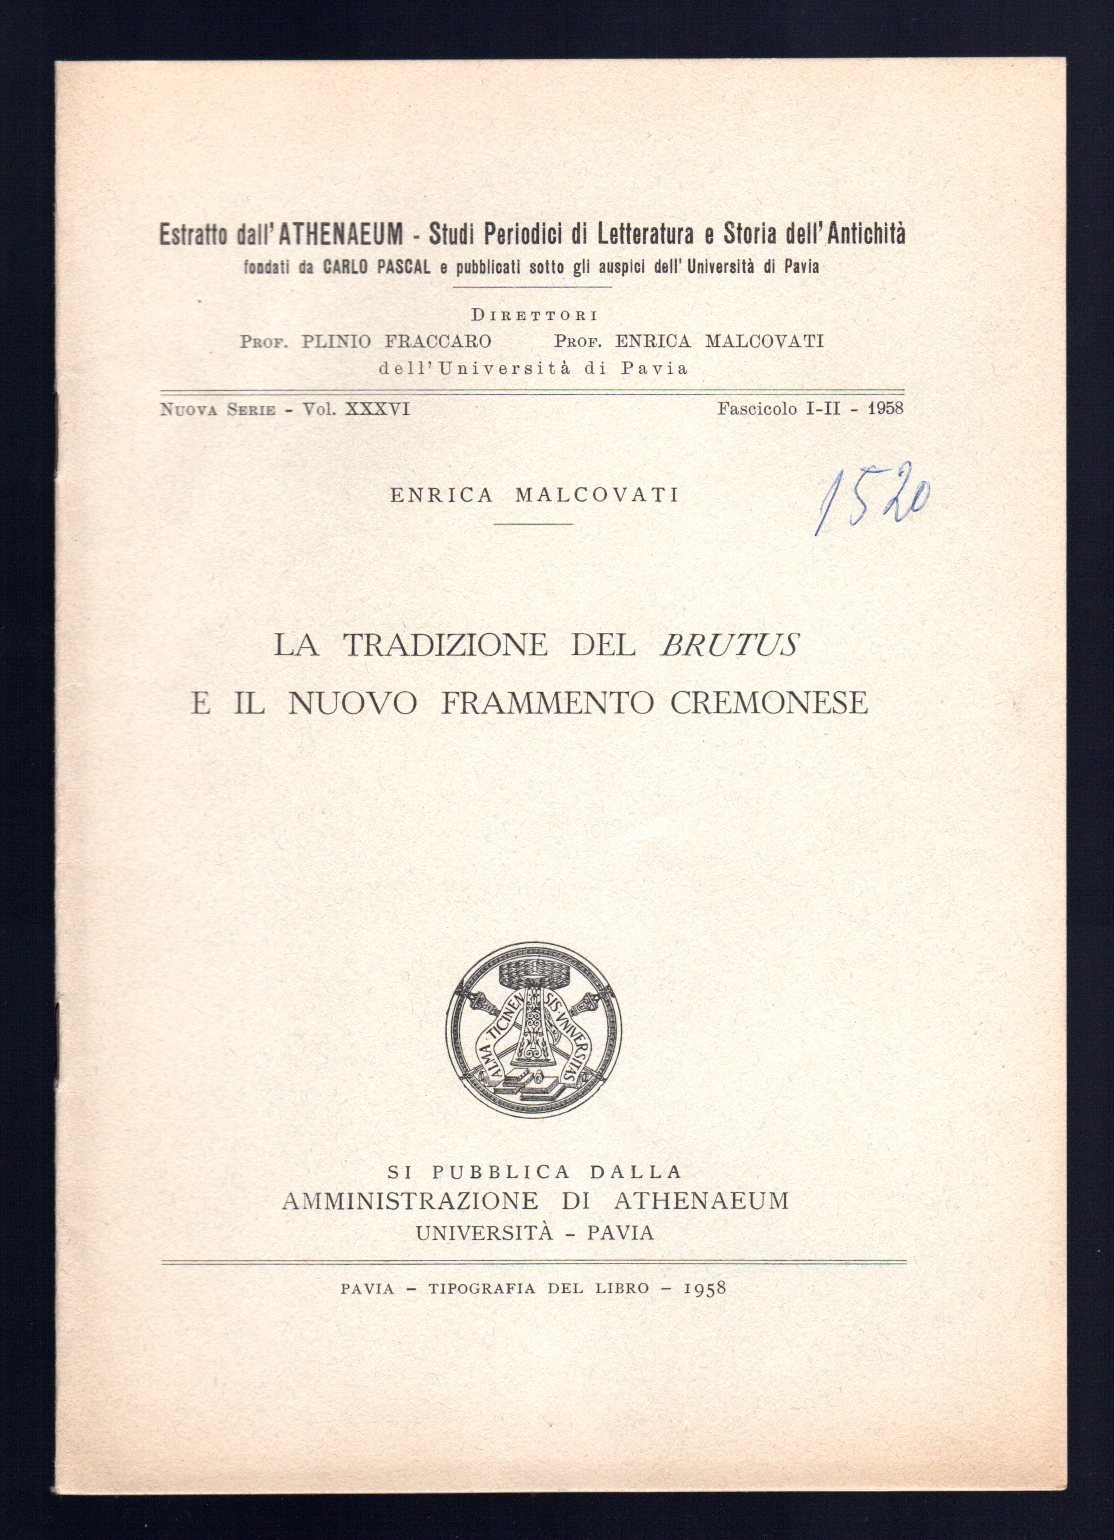 Estratto dall'ATHENAEUM - Studi Periodici di Letteratura e Storia dell'Antichità
fondati da CARLO PASCAL e pubblicati sotto gli auspici dell'Università di Pavia
DIRETTORI
PROF. PLINIO FRACCARO PROF. ENRICA MALCOVATI
dell'Università di Pavia
NUOVA SERIE - Vol. XXXVI Fascicolo I-II - 1958
ENRICA MALCOVATI
1520
LA TRADIZIONE DEL BRUTUS
E IL NUOVO FRAMMENTO CREMONESE
ALMA · TICINEN SIS · VNIVERSITAS
SI PUBBLICA DALLA
AMMINISTRAZIONE DI ATHENAEUM
UNIVERSITÀ – PAVIA
PAVIA – TIPOGRAFIA DEL LIBRO – 1958